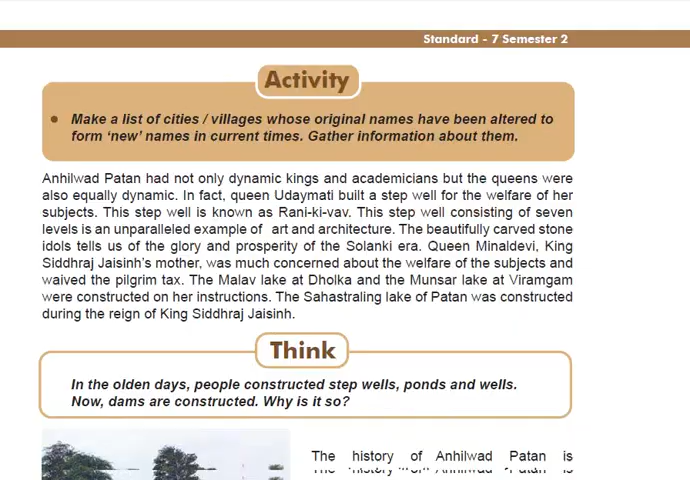 Standard - 7 Semester 2
Activity
● Make a list of cities / villages whose original names have been altered to
form ‘new’ names in current times. Gather information about them.
Anhilwad Patan had not only dynamic kings and academicians but the queens were
also equally dynamic. In fact, queen Udaymati built a step well for the welfare of her
subjects. This step well is known as Rani-ki-vav. This step well consisting of seven
levels is an unparalleled example of art and architecture. The beautifully carved stone
idols tells us of the glory and prosperity of the Solanki era. Queen Minaldevi, King
Siddhraj Jaisinh’s mother, was much concerned about the welfare of the subjects and
waived the pilgrim tax. The Malav lake at Dholka and the Munsar lake at Viramgam
were constructed on her instructions. The Sahastraling lake of Patan was constructed
during the reign of King Siddhraj Jaisinh.
Think
In the olden days, people constructed step wells, ponds and wells.
Now, dams are constructed. Why is it so?
The history of Anhilwad Patan is